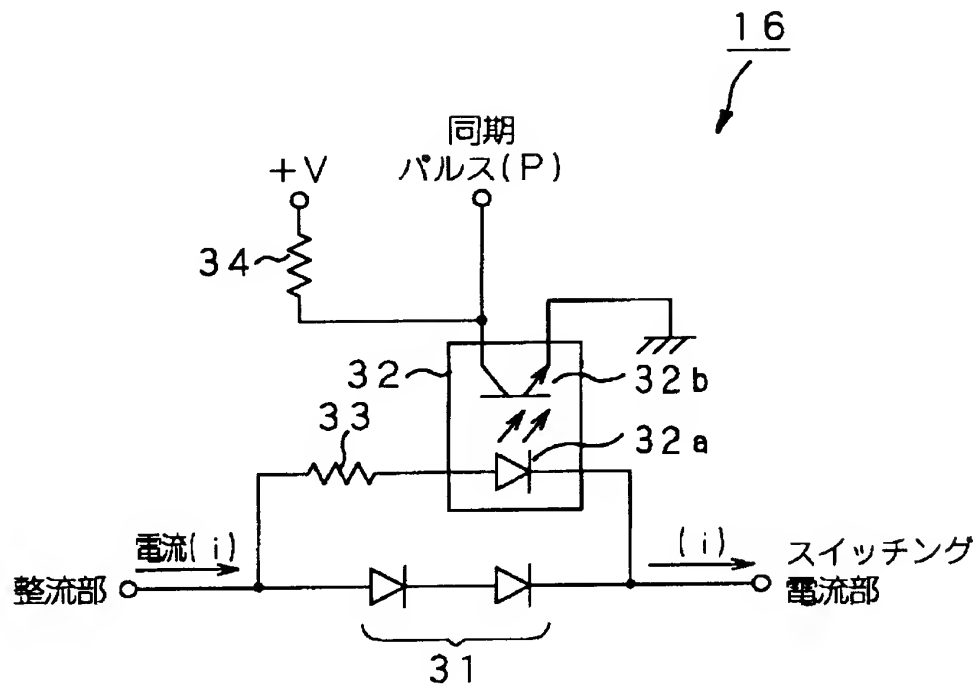 16
同期
パルス(P)
+V
34
32
32b
33
32a
電流(i)
(i)
整流部
スイッチング
電流部
31